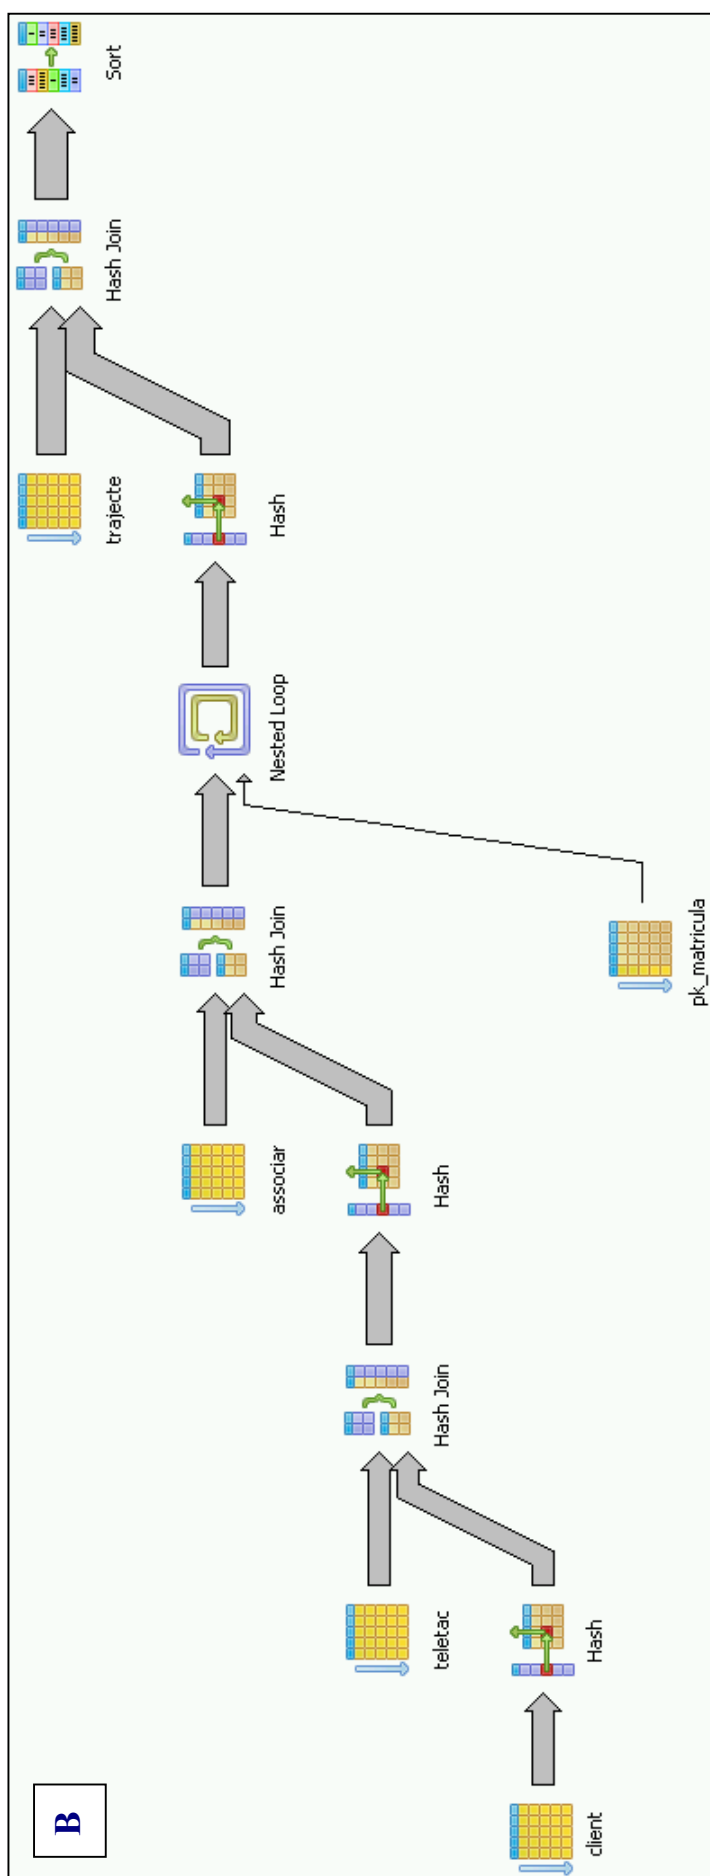 trajecte
Hash Join
Sort
associar
Hash Join
Nested Loop
Hash
teletac
Hash Join
Hash
client
Hash
pk_matricula
B